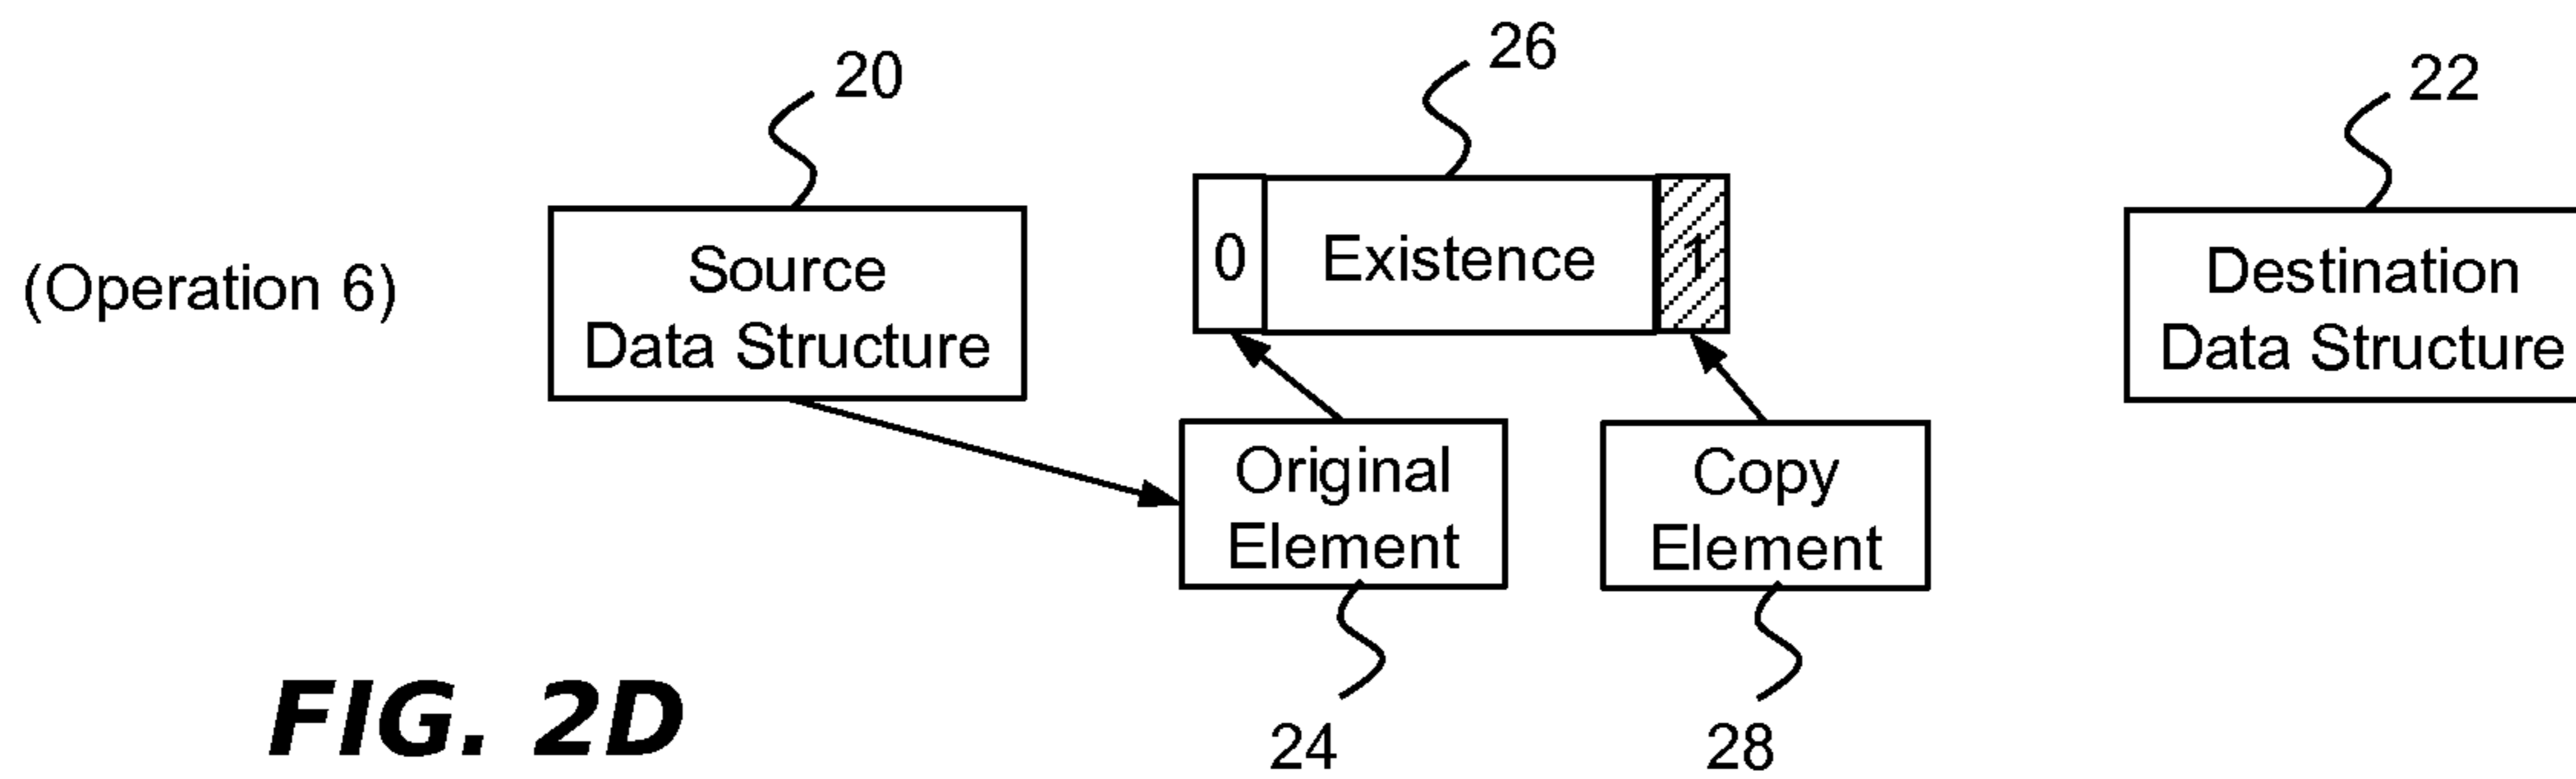 20
26
22
(Operation 6)
Source
Data Structure
0
Existence
1
Destination
Data Structure
Original
Element
Copy
Element
24
28
FIG. 2D